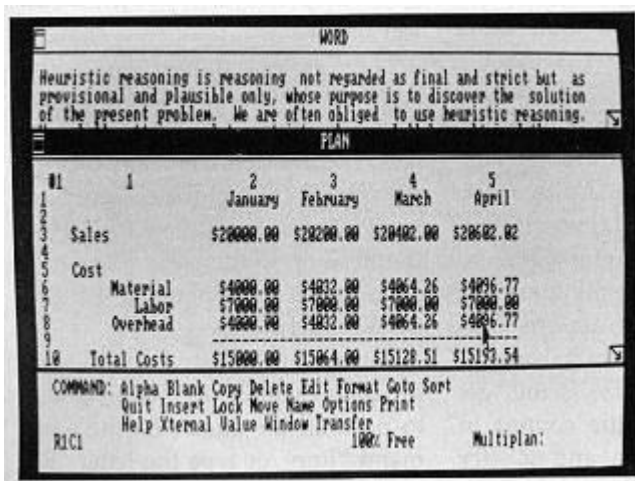 WORD
Heuristic reasoning is reasoning not regarded as final and strict but as
provisional and plausible only, whose purpose is to discover the solution
of the present problem. We are often obliged to use heuristic reasoning.
PLAN
#1 1 2 3 4 5
1 January February March April
2
3 Sales $20000.00 $20200.00 $20402.00 $20602.02
4
5 Cost
6 Material $4000.00 $4032.00 $4064.26 $4096.77
7 Labor $7000.00 $7000.00 $7000.00 $7000.00
8 Overhead $4000.00 $4032.00 $4064.26 $4096.77
9 --------------------------------------------
10 Total Costs $15000.00 $15064.00 $15128.51 $15193.54
COMMAND: Alpha Blank Copy Delete Edit Format Goto Sort
Quit Insert Lock Move Name Options Print
Help Xternal Value Window Transfer
R1C1 100% Free Multiplan: